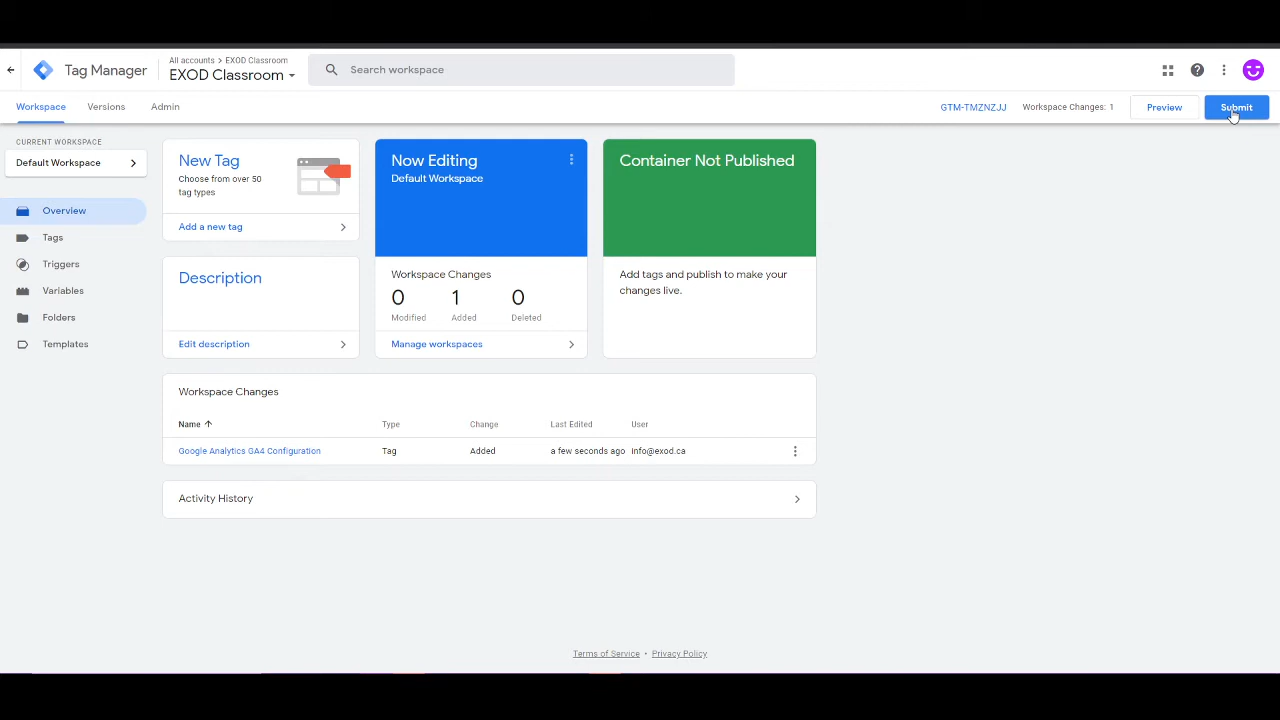 Tag Manager
All accounts > EXOD Classroom
EXOD Classroom
Search workspace
Workspace
Versions
Admin
GTM-TMZNZJJ
Workspace Changes: 1
Preview
Submit
CURRENT WORKSPACE
Default Workspace
Overview
Tags
Triggers
Variables
Folders
Templates
New Tag
Choose from over 50
tag types
Add a new tag
Description
Edit description
Now Editing
Default Workspace
Workspace Changes
0 1 0
Modified Added Deleted
Manage workspaces
Container Not Published
Add tags and publish to make your
changes live.
Workspace Changes
Name Type Change Last Edited User
Google Analytics GA4 Configuration Tag Added a few seconds ago info@exod.ca
Activity History
Terms of Service • Privacy Policy